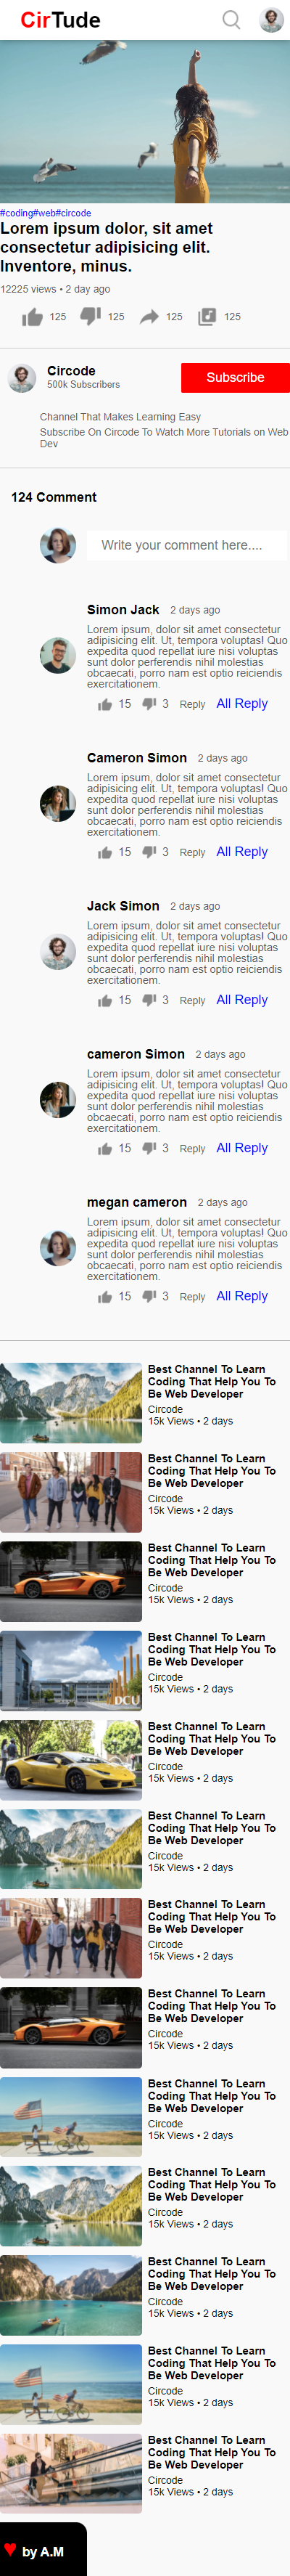 CirTude
#coding#web#circode
Lorem ipsum dolor, sit amet
consectetur adipisicing elit.
Inventore, minus.
12225 views • 2 day ago
125 125 125 125
Circode
500k Subscribers
Subscribe
Channel That Makes Learning Easy
Subscribe On Circode To Watch More Tutorials on Web
Dev
124 Comment
Write your comment here....
Simon Jack 2 days ago
Lorem ipsum, dolor sit amet consectetur
adipisicing elit. Ut, tempora voluptas! Quo
expedita quod repellat iure nisi voluptas
sunt dolor perferendis nihil molestias
obcaecati, porro nam est optio reiciendis
exercitationem.
15 3 Reply All Reply
Cameron Simon 2 days ago
Lorem ipsum, dolor sit amet consectetur
adipisicing elit. Ut, tempora voluptas! Quo
expedita quod repellat iure nisi voluptas
sunt dolor perferendis nihil molestias
obcaecati, porro nam est optio reiciendis
exercitationem.
15 3 Reply All Reply
Jack Simon 2 days ago
Lorem ipsum, dolor sit amet consectetur
adipisicing elit. Ut, tempora voluptas! Quo
expedita quod repellat iure nisi voluptas
sunt dolor perferendis nihil molestias
obcaecati, porro nam est optio reiciendis
exercitationem.
15 3 Reply All Reply
cameron Simon 2 days ago
Lorem ipsum, dolor sit amet consectetur
adipisicing elit. Ut, tempora voluptas! Quo
expedita quod repellat iure nisi voluptas
sunt dolor perferendis nihil molestias
obcaecati, porro nam est optio reiciendis
exercitationem.
15 3 Reply All Reply
megan cameron 2 days ago
Lorem ipsum, dolor sit amet consectetur
adipisicing elit. Ut, tempora voluptas! Quo
expedita quod repellat iure nisi voluptas
sunt dolor perferendis nihil molestias
obcaecati, porro nam est optio reiciendis
exercitationem.
15 3 Reply All Reply
Best Channel To Learn
Coding That Help You To
Be Web Developer
Circode
15k Views • 2 days
Best Channel To Learn
Coding That Help You To
Be Web Developer
Circode
15k Views • 2 days
Best Channel To Learn
Coding That Help You To
Be Web Developer
Circode
15k Views • 2 days
DCU
Best Channel To Learn
Coding That Help You To
Be Web Developer
Circode
15k Views • 2 days
Best Channel To Learn
Coding That Help You To
Be Web Developer
Circode
15k Views • 2 days
Best Channel To Learn
Coding That Help You To
Be Web Developer
Circode
15k Views • 2 days
Best Channel To Learn
Coding That Help You To
Be Web Developer
Circode
15k Views • 2 days
Best Channel To Learn
Coding That Help You To
Be Web Developer
Circode
15k Views • 2 days
Best Channel To Learn
Coding That Help You To
Be Web Developer
Circode
15k Views • 2 days
Best Channel To Learn
Coding That Help You To
Be Web Developer
Circode
15k Views • 2 days
Best Channel To Learn
Coding That Help You To
Be Web Developer
Circode
15k Views • 2 days
Best Channel To Learn
Coding That Help You To
Be Web Developer
Circode
15k Views • 2 days
Best Channel To Learn
Coding That Help You To
Be Web Developer
Circode
15k Views • 2 days
♥ by A.M